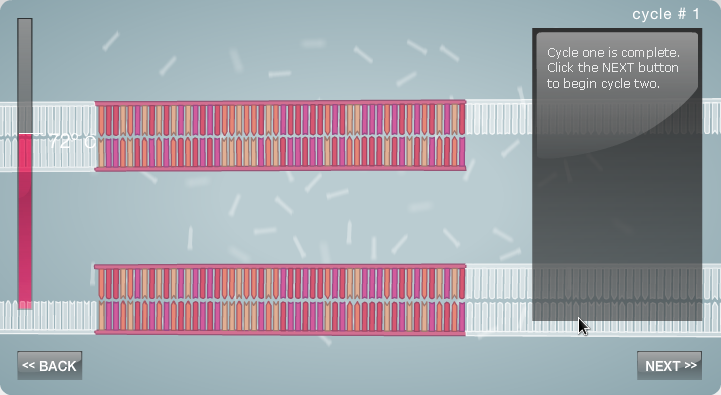 cycle # 1
Cycle one is complete.
Click the NEXT button
to begin cycle two.
72° C
<< BACK
NEXT >>